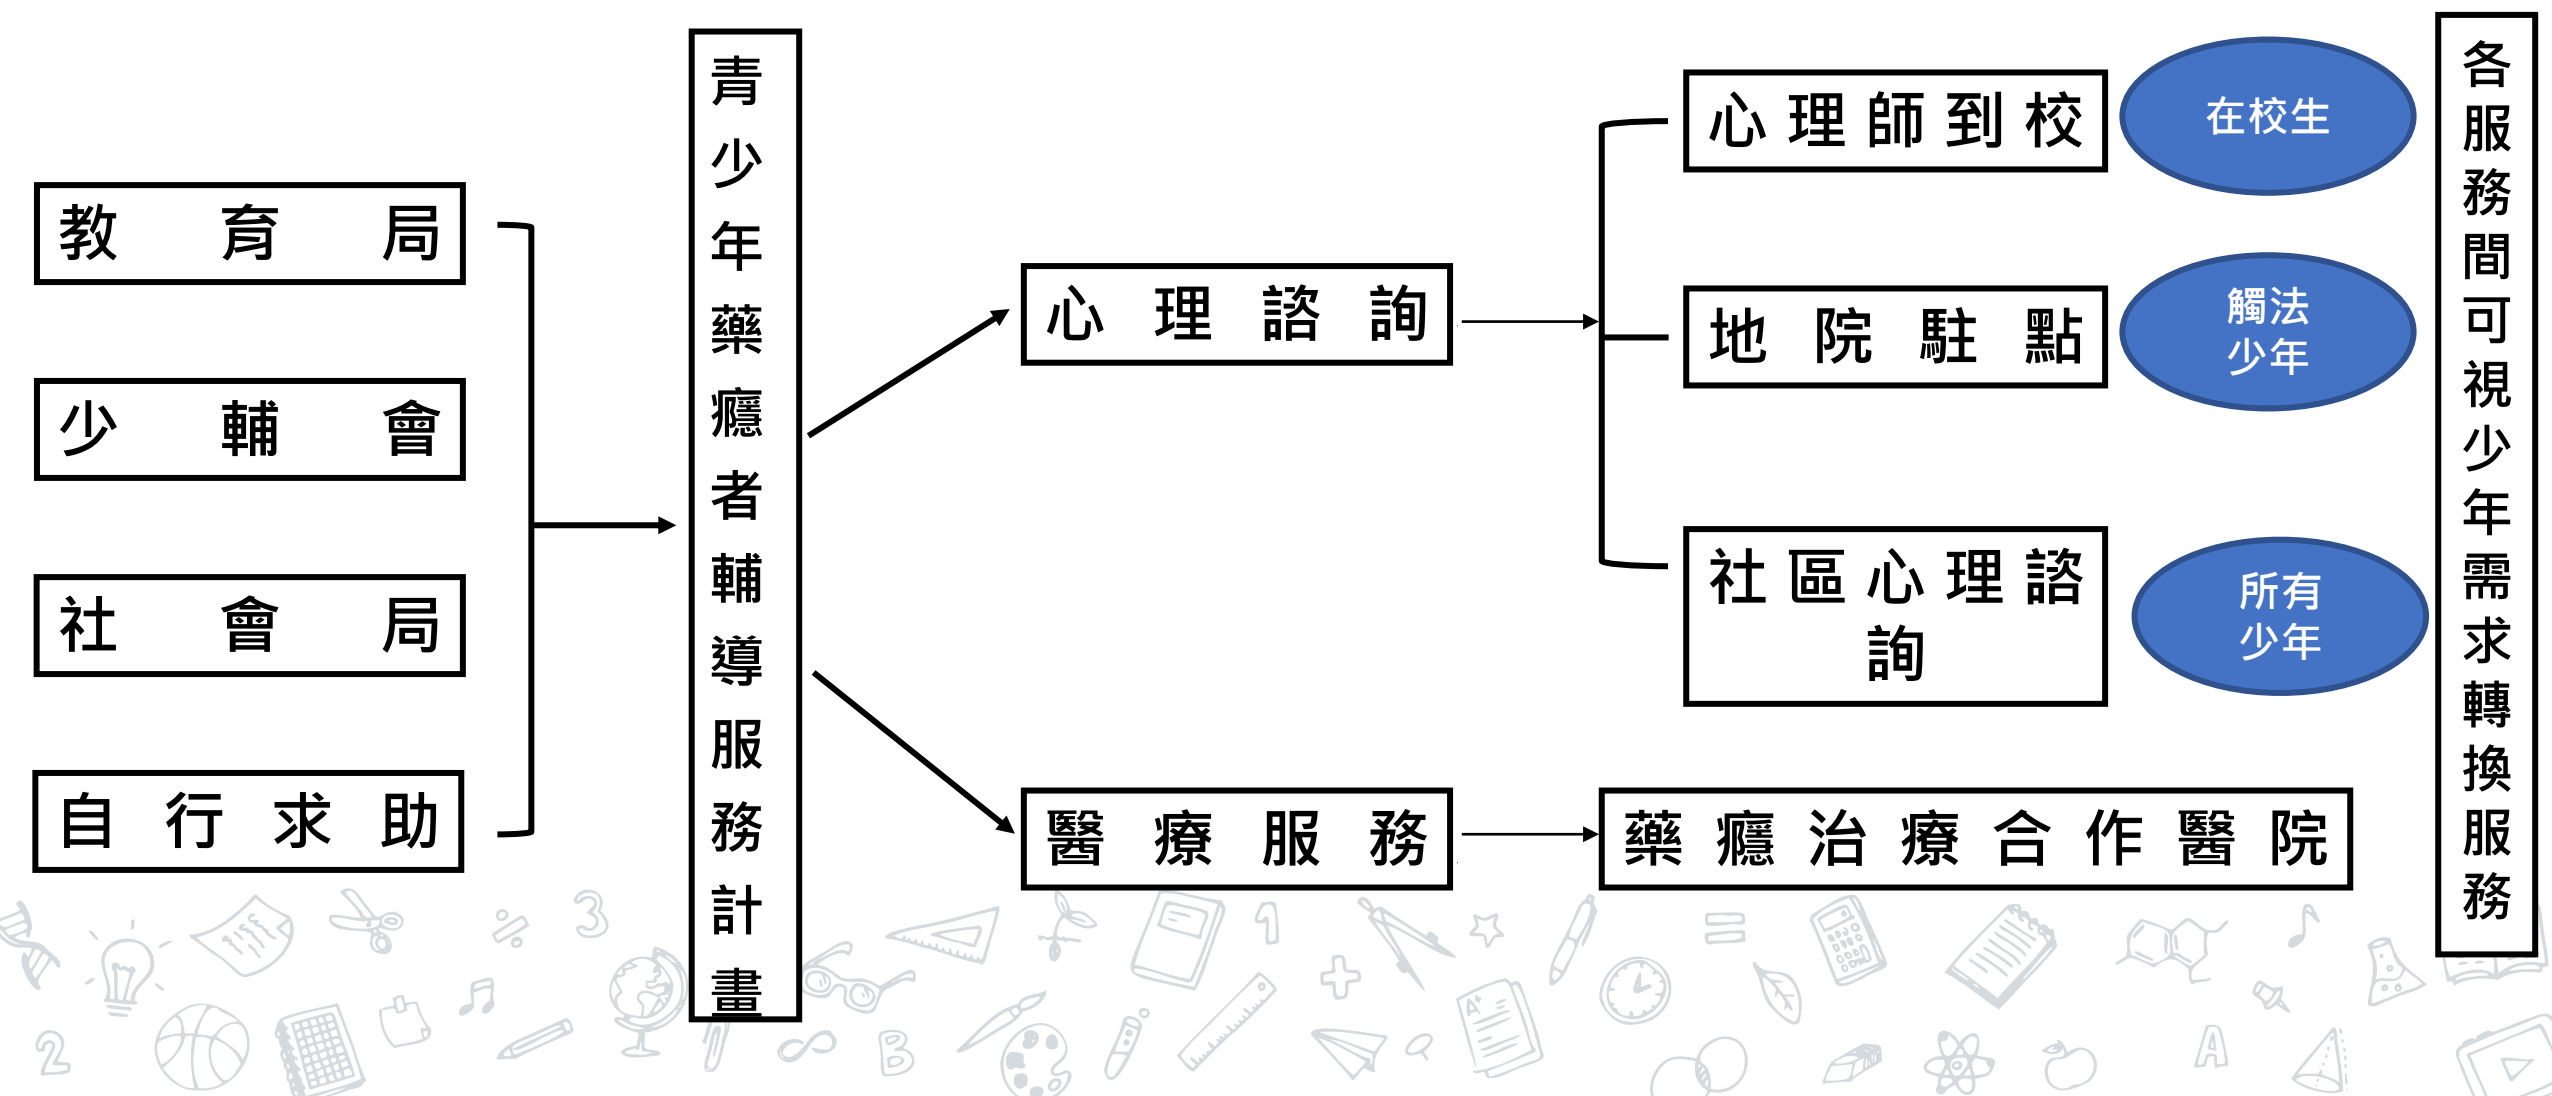 教育局
少輔會
社會局
自行求助
青少年藥癮者輔導服務計畫
心理諮詢
醫療服務
心理師到校
地院駐點
社區心理諮
詢
藥癮治療合作醫院
在校生
觸法
少年
所有
少年
各服務間可視少年需求轉換服務